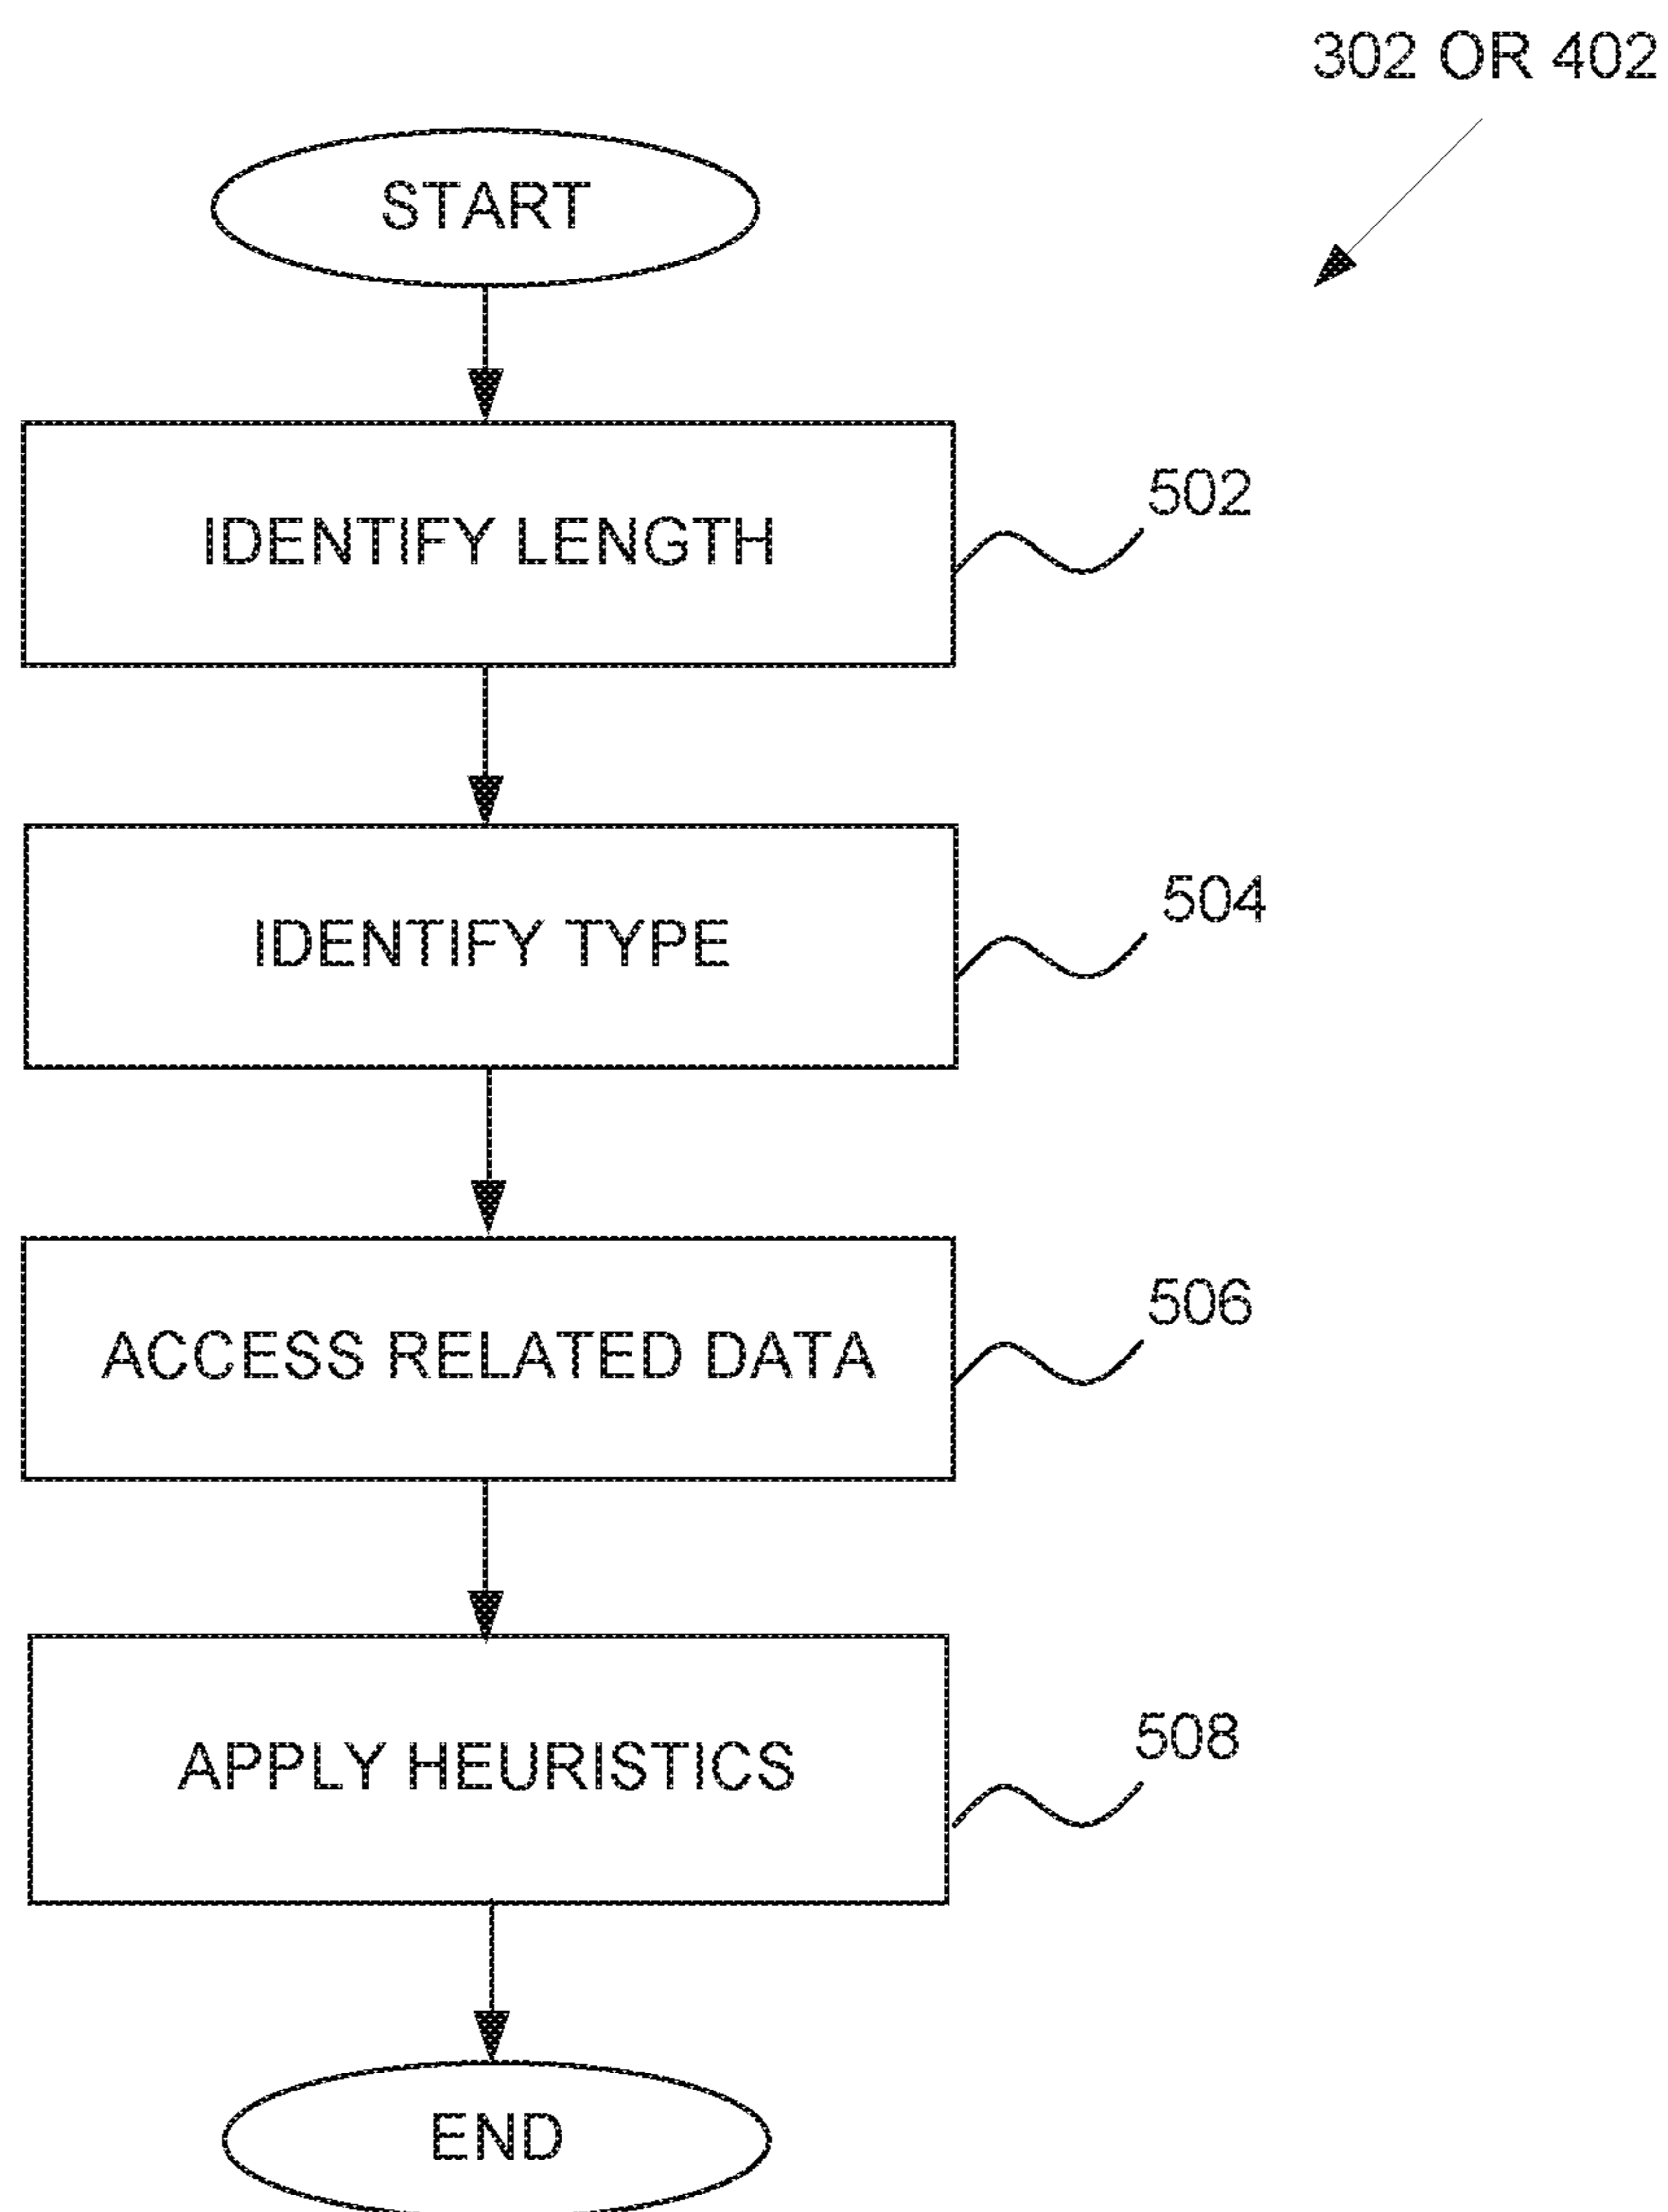 302 OR 402
START
IDENTIFY LENGTH
502
IDENTIFY TYPE
504
ACCESS RELATED DATA
506
APPLY HEURISTICS
508
END